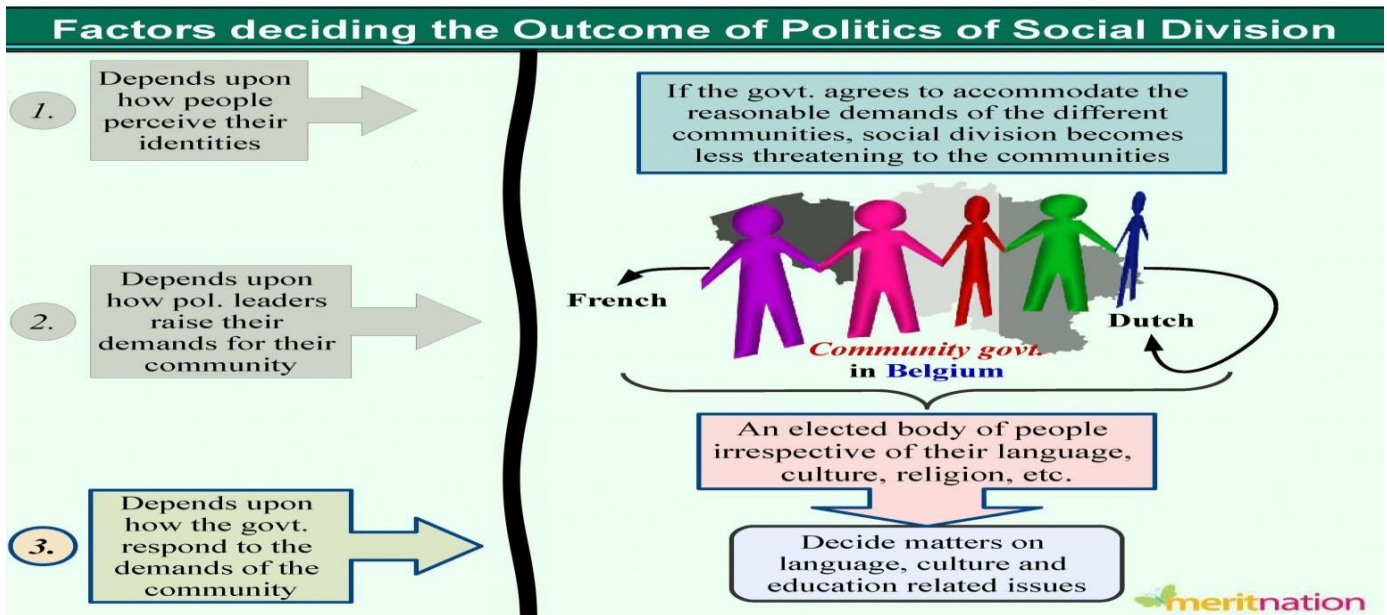 Factors deciding the Outcome of Politics of Social Division
1.
Depends upon
how people
perceive their
identities
2.
Depends upon
how pol. leaders
raise their
demands for their
community
3.
Depends upon
how the govt.
respond to the
demands of the
community
If the govt. agrees to accommodate the
reasonable demands of the different
communities, social division becomes
less threatening to the communities
French
Dutch
Community govt.
in Belgium
An elected body of people
irrespective of their language,
culture, religion, etc.
Decide matters on
language, culture and
education related issues
meritnation